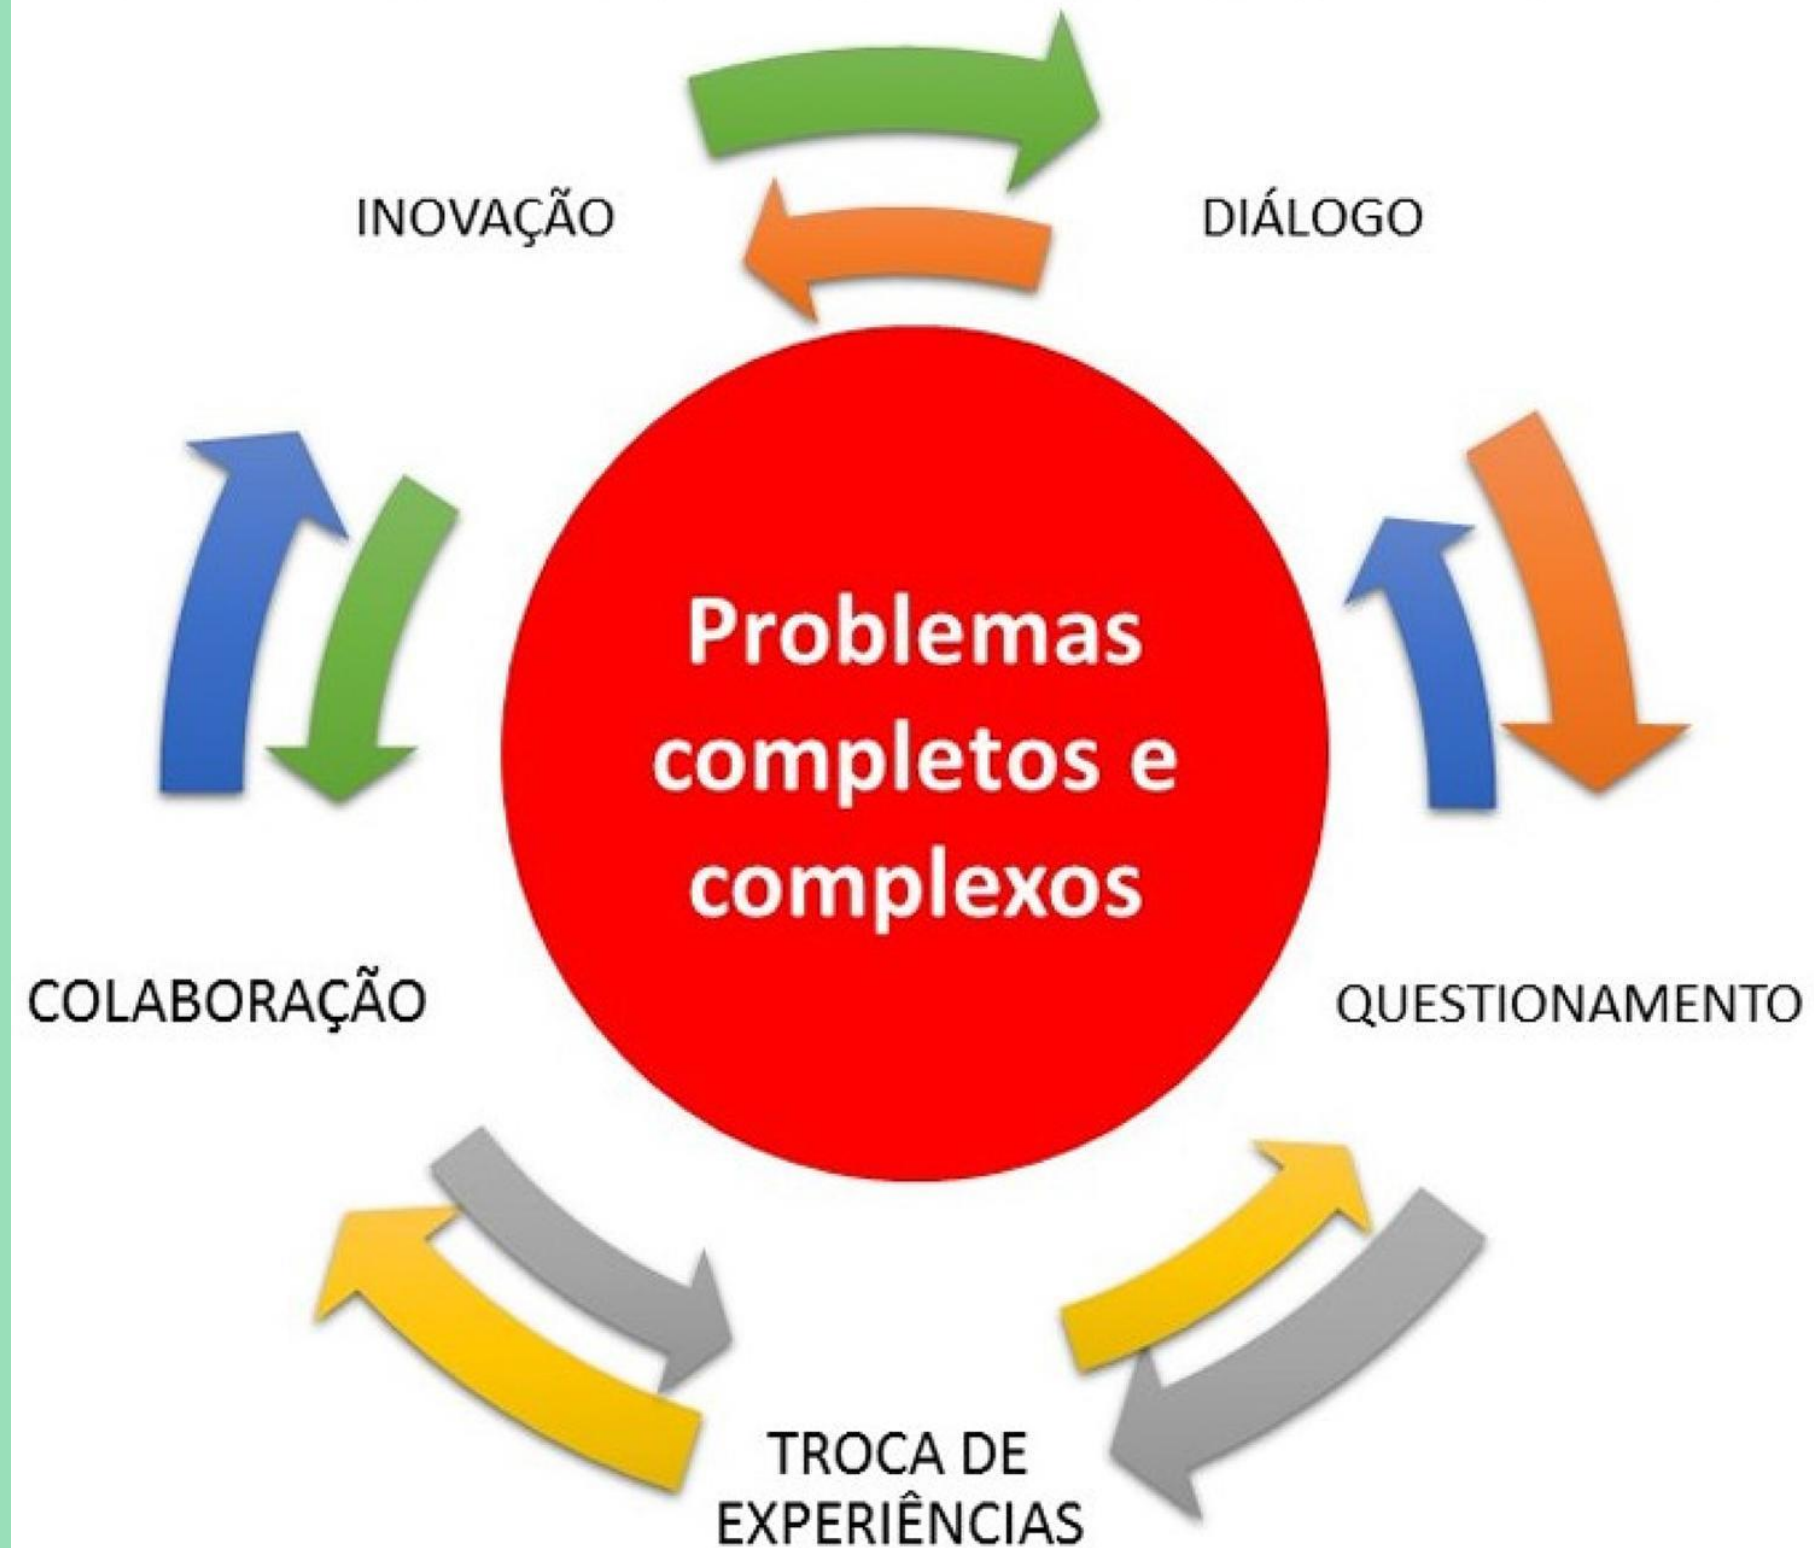 INOVAÇÃO
DIÁLOGO
Problemas
completos e
complexos
COLABORAÇÃO
QUESTIONAMENTO
TROCA DE
EXPERIÊNCIAS